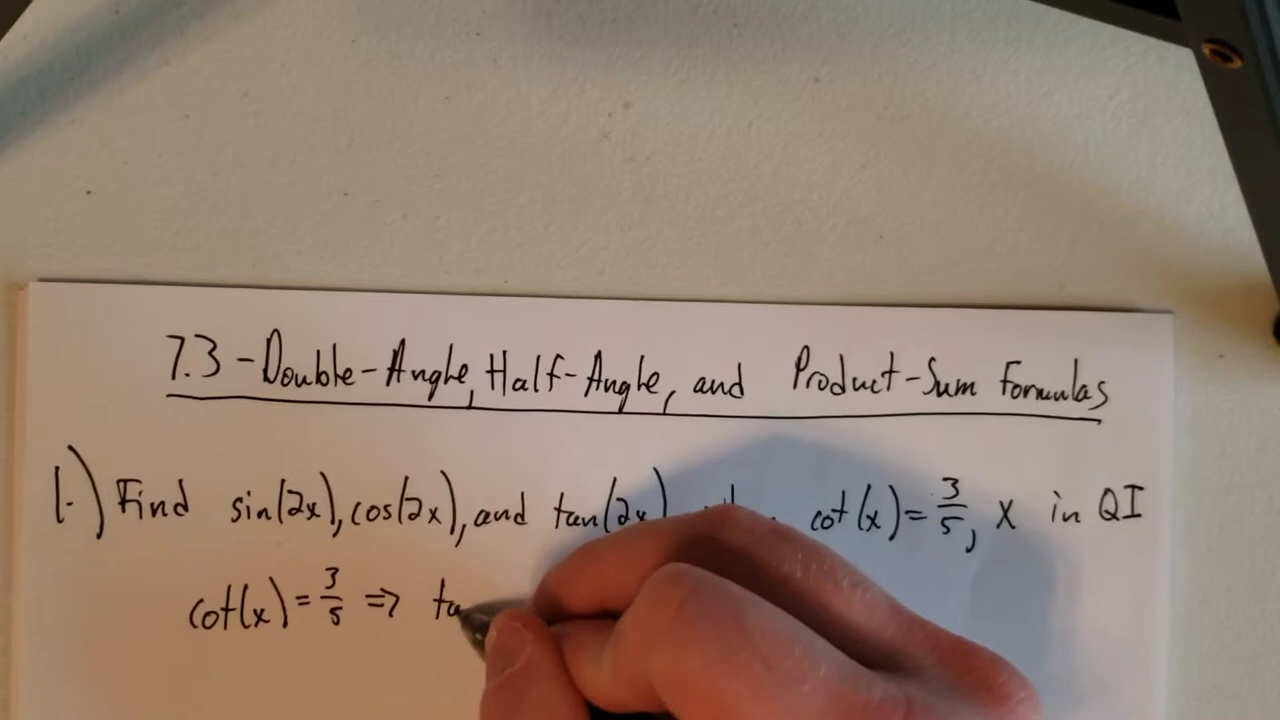 7.3 - Double-Angle, Half-Angle, and Product-Sum Formulas
1.) Find sin(2x), cos(2x), and tan(2x) cot(x) = 3/5, x in QI
cot(x) = 3/5 => ta